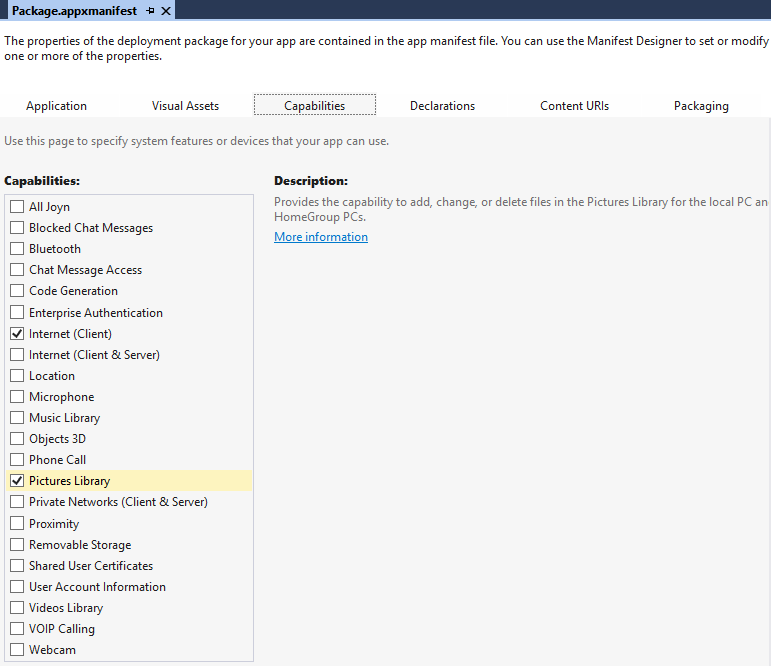 Package.appxmanifest
The properties of the deployment package for your app are contained in the app manifest file. You can use the Manifest Designer to set or modify
one or more of the properties.
Application Visual Assets Capabilities Declarations Content URIs Packaging
Use this page to specify system features or devices that your app can use.
Capabilities:
All Joyn
Blocked Chat Messages
Bluetooth
Chat Message Access
Code Generation
Enterprise Authentication
Internet (Client)
Internet (Client & Server)
Location
Microphone
Music Library
Objects 3D
Phone Call
Pictures Library
Private Networks (Client & Server)
Proximity
Removable Storage
Shared User Certificates
User Account Information
Videos Library
VOIP Calling
Webcam
Description:
Provides the capability to add, change, or delete files in the Pictures Library for the local PC an
HomeGroup PCs.
More information